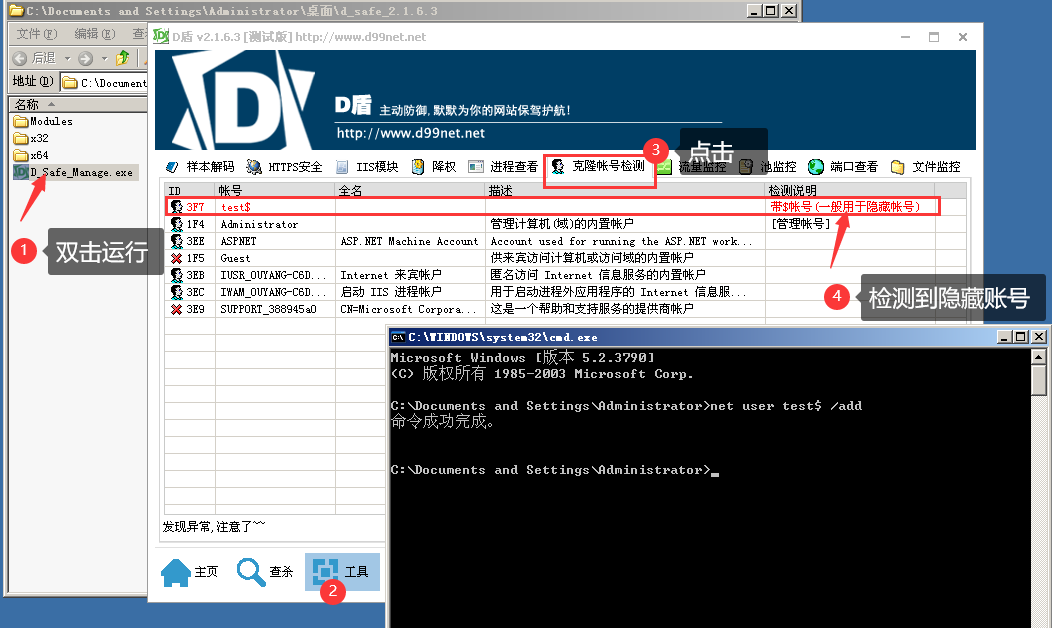 C:\Documents and Settings\Administrator\桌面\d_safe_2.1.6.3
文件(F) 编辑(E) 查
后退
地址(D) C:\Document
名称
Modules
x32
x64
D_Safe_Manage.exe
1
双击运行
D盾 v2.1.6.3 [测试版] http://www.d99net.net
D盾 主动防御,默默为你的网站保驾护航!
http://www.d99net.net
样本解码 HTTPS安全 IIS模块 降权 进程查看 克隆帐号检测 流量监控 池监控 端口查看 文件监控
3
点击
ID 帐号 全名 描述 检测说明
3F7 test$ 带$帐号(一般用于隐藏帐号)
1F4 Administrator 管理计算机(域)的内置帐户 [管理帐号]
3EE ASPNET ASP.NET Machine Account Account used for running the ASP.NET work...
1F5 Guest 供来宾访问计算机或访问域的内置帐户
3EB IUSR_OUYANG-C6D... Internet 来宾帐户 匿名访问 Internet 信息服务的内置帐户
3EC IWAM_OUYANG-C6D... 启动 IIS 进程帐户 用于启动进程外应用程序的 Internet 信息服...
3E9 SUPPORT_388945a0 CN=Microsoft Corpora... 这是一个帮助和支持服务的提供商帐户
4
检测到隐藏账号
发现异常,注意了~~
主页 查杀 工具
2
C:\WINDOWS\system32\cmd.exe
Microsoft Windows [版本 5.2.3790]
(C) 版权所有 1985-2003 Microsoft Corp.
C:\Documents and Settings\Administrator>net user test$ /add
命令成功完成。
C:\Documents and Settings\Administrator>_